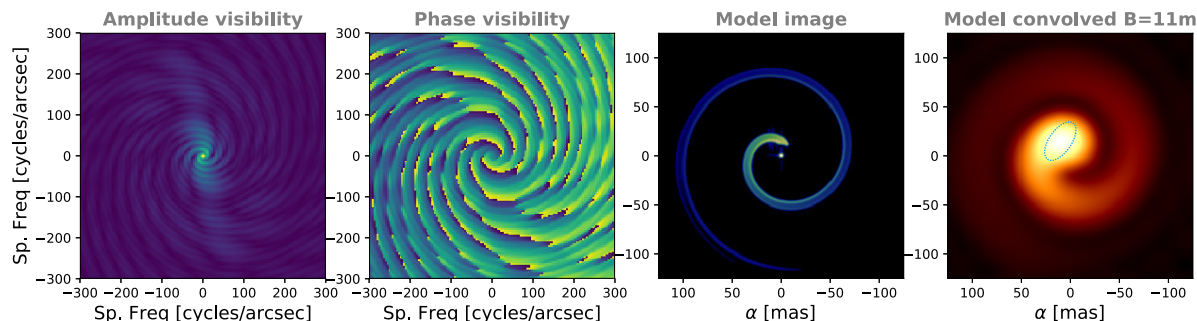 Amplitude visibility
Phase visibility
Model image
Model convolved B=11m
Sp. Freq [cycles/arcsec]
300
200
100
0
−100
−200
−300
−300 −200 −100 0 100 200 300
Sp. Freq [cycles/arcsec]
300
200
100
0
−100
−200
−300
−300 −200 −100 0 100 200 300
Sp. Freq [cycles/arcsec]
100
50
0
−50
−100
100 50 0 −50 −100
α [mas]
100
50
0
−50
−100
100 50 0 −50 −100
α [mas]